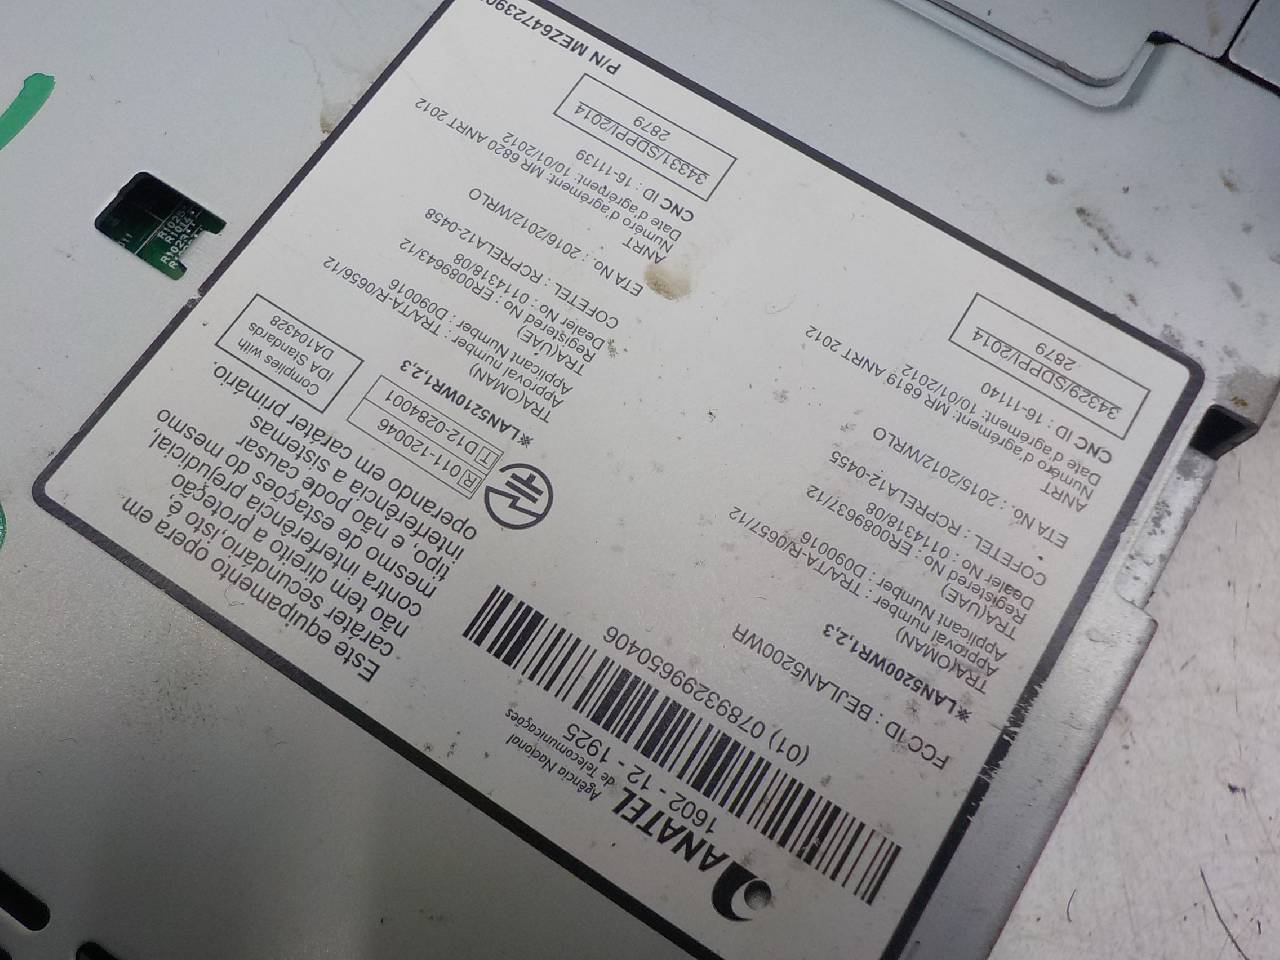 ANATEL
Agência Nacional
de Telecomunicações
1602 - 12 - 1925
(01) 07893299650406
Este equipamento opera em
caráter secundário,isto é,
não tem direito a proteção
contra interferência prejudicial,
mesmo de estações do mesmo
tipo, e não pode causar
interferência a sistemas
operando em caráter primário.
FCC ID : BEJLAN5200WR
※LAN5200WR1,2,3
TRA(OMAN)
Approval number : TRA/TA-R/0657/12
Applicant Number : D090016
TRA(UAE)
Registered No : ER0089637/12
Dealer No : 0114318/08
COFETEL : RCPRELA12-0455
ETA No. : 2015/2012/WRLO
ANRT
Numéro d'agrément: MR 6819 ANRT 2012
Date d'agrément: 10/01/2012
CNC ID : 16-11140
34329/SDPPI/2014
2879
R 011-120046
T D12-0284001
※LAN5210WR1,2,3
TRA(OMAN)
Approval number : TRA/TA-R/0656/12
Applicant Number : D090016
TRA(UAE)
Registered No : ER0089643/12
Dealer No : 0114318/08
COFETEL : RCPRELA12-0458
ETA No. : 2016/2012/WRLO
ANRT
Numéro d'agrément: MR 6820 ANRT 2012
Date d'agrément: 10/01/2012
CNC ID : 16-11139
34331/SDPPI/2014
2879
Complies with
IDA Standards
DA104328
P/N MEZ6472390